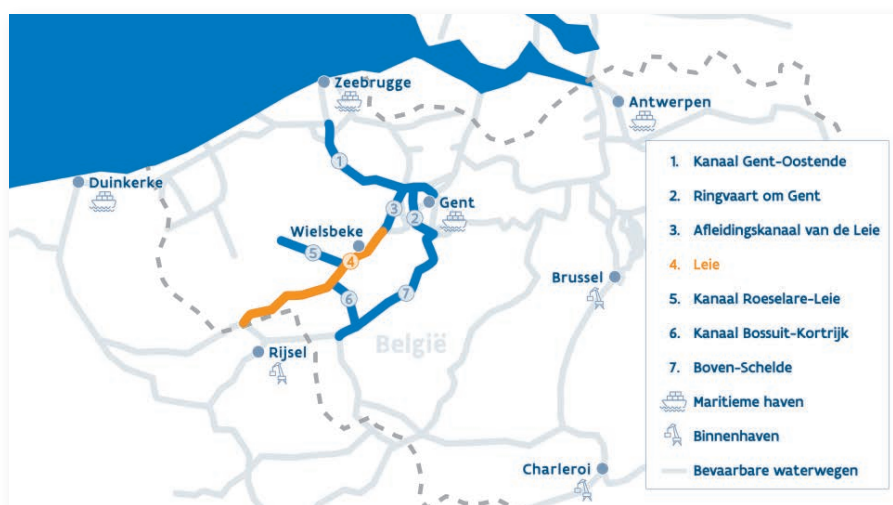 Zeebrugge
Antwerpen
Duinkerke
1
3
Gent
2
Wielsbeke
5
4
Brussel
6
7
België
Rijsel
Charleroi
1. Kanaal Gent-Oostende
2. Ringvaart om Gent
3. Afleidingskanaal van de Leie
4. Leie
5. Kanaal Roeselare-Leie
6. Kanaal Bossuit-Kortrijk
7. Boven-Schelde
Maritieme haven
Binnenhaven
Bevaarbare waterwegen